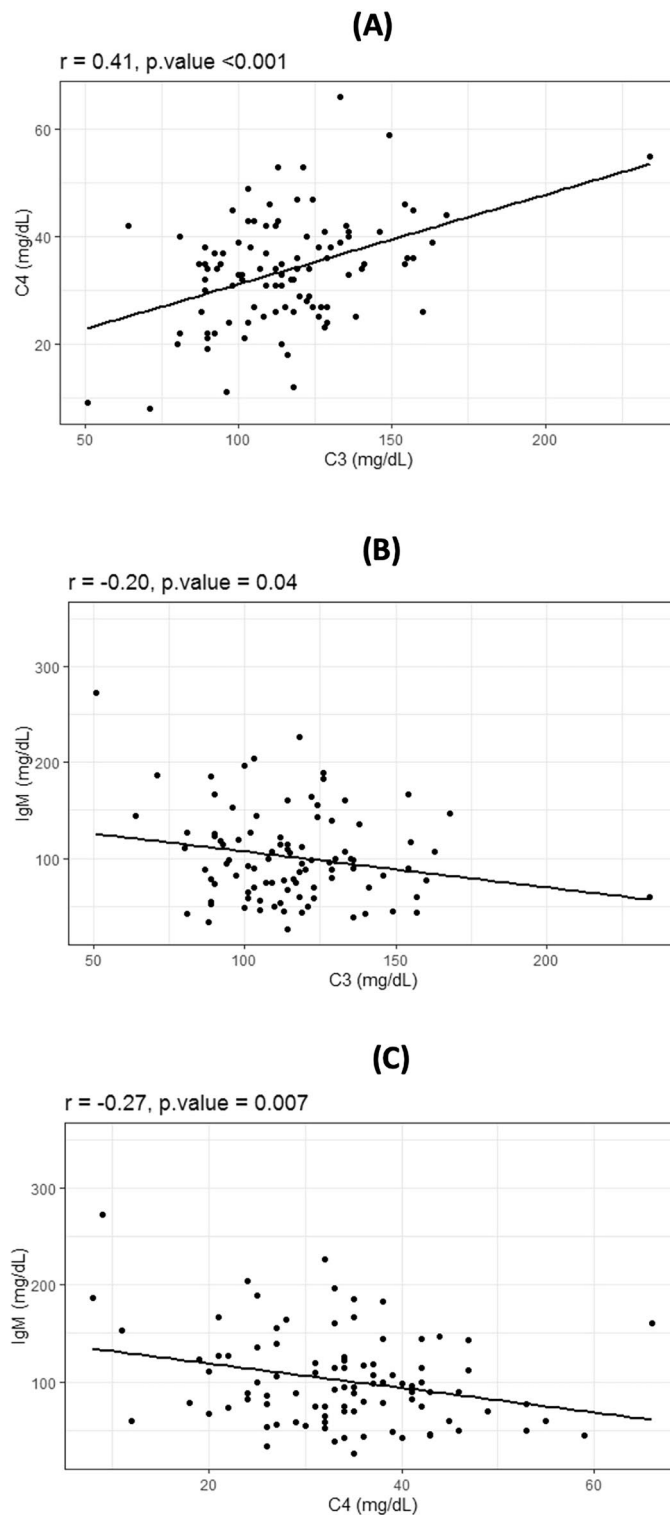 (A)
r = 0.41, p.value <0.001
60
40
20
C4 (mg/dL)
50 100 150 200
C3 (mg/dL)
(B)
r = -0.20, p.value = 0.04
300
200
100
0
IgM (mg/dL)
50 100 150 200
C3 (mg/dL)
(C)
r = -0.27, p.value = 0.007
300
200
100
0
IgM (mg/dL)
20 40 60
C4 (mg/dL)